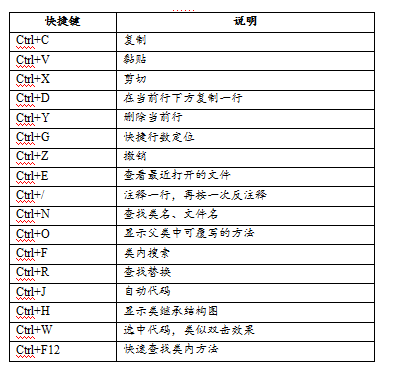 ......
快捷键 说明
Ctrl+C 复制
Ctrl+V 黏贴
Ctrl+X 剪切
Ctrl+D 在当前行下方复制一行
Ctrl+Y 删除当前行
Ctrl+G 快捷行数定位
Ctrl+Z 撤销
Ctrl+E 查看最近打开的文件
Ctrl+/ 注释一行，再按一次反注释
Ctrl+N 查找类名、文件名
Ctrl+O 显示父类中可覆写的方法
Ctrl+F 类内搜索
Ctrl+R 查找替换
Ctrl+J 自动代码
Ctrl+H 显示类继承结构图
Ctrl+W 选中代码，类似双击效果
Ctrl+F12 快速查找类内方法